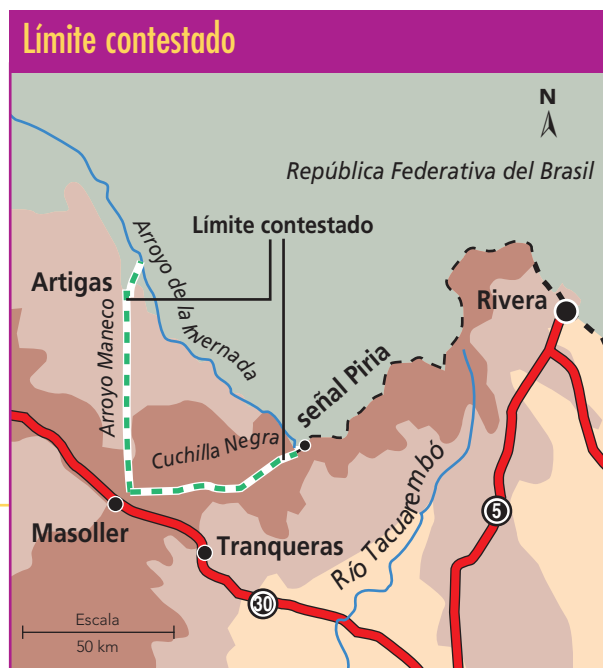 Límite contestado
N
República Federativa del Brasil
Límite contestado
Arroyo de la Invernada
Artigas
Rivera
Arroyo Maneco
señal Piria
Cuchilla Negra
Río Tacuarembó
5
Masoller
Tranqueras
30
Escala
50 km